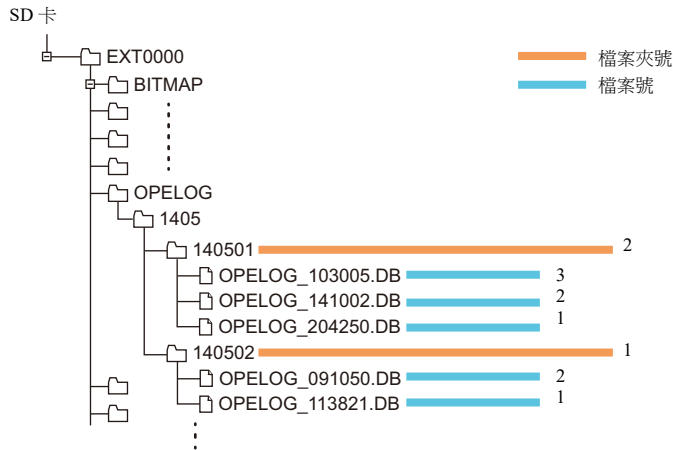 SD 卡
EXT0000
檔案夾號
BITMAP
檔案號
OPELOG
1405
140501 2
OPELOG_103005.DB 3
OPELOG_141002.DB 2
OPELOG_204250.DB 1
140502 1
OPELOG_091050.DB 2
OPELOG_113821.DB 1